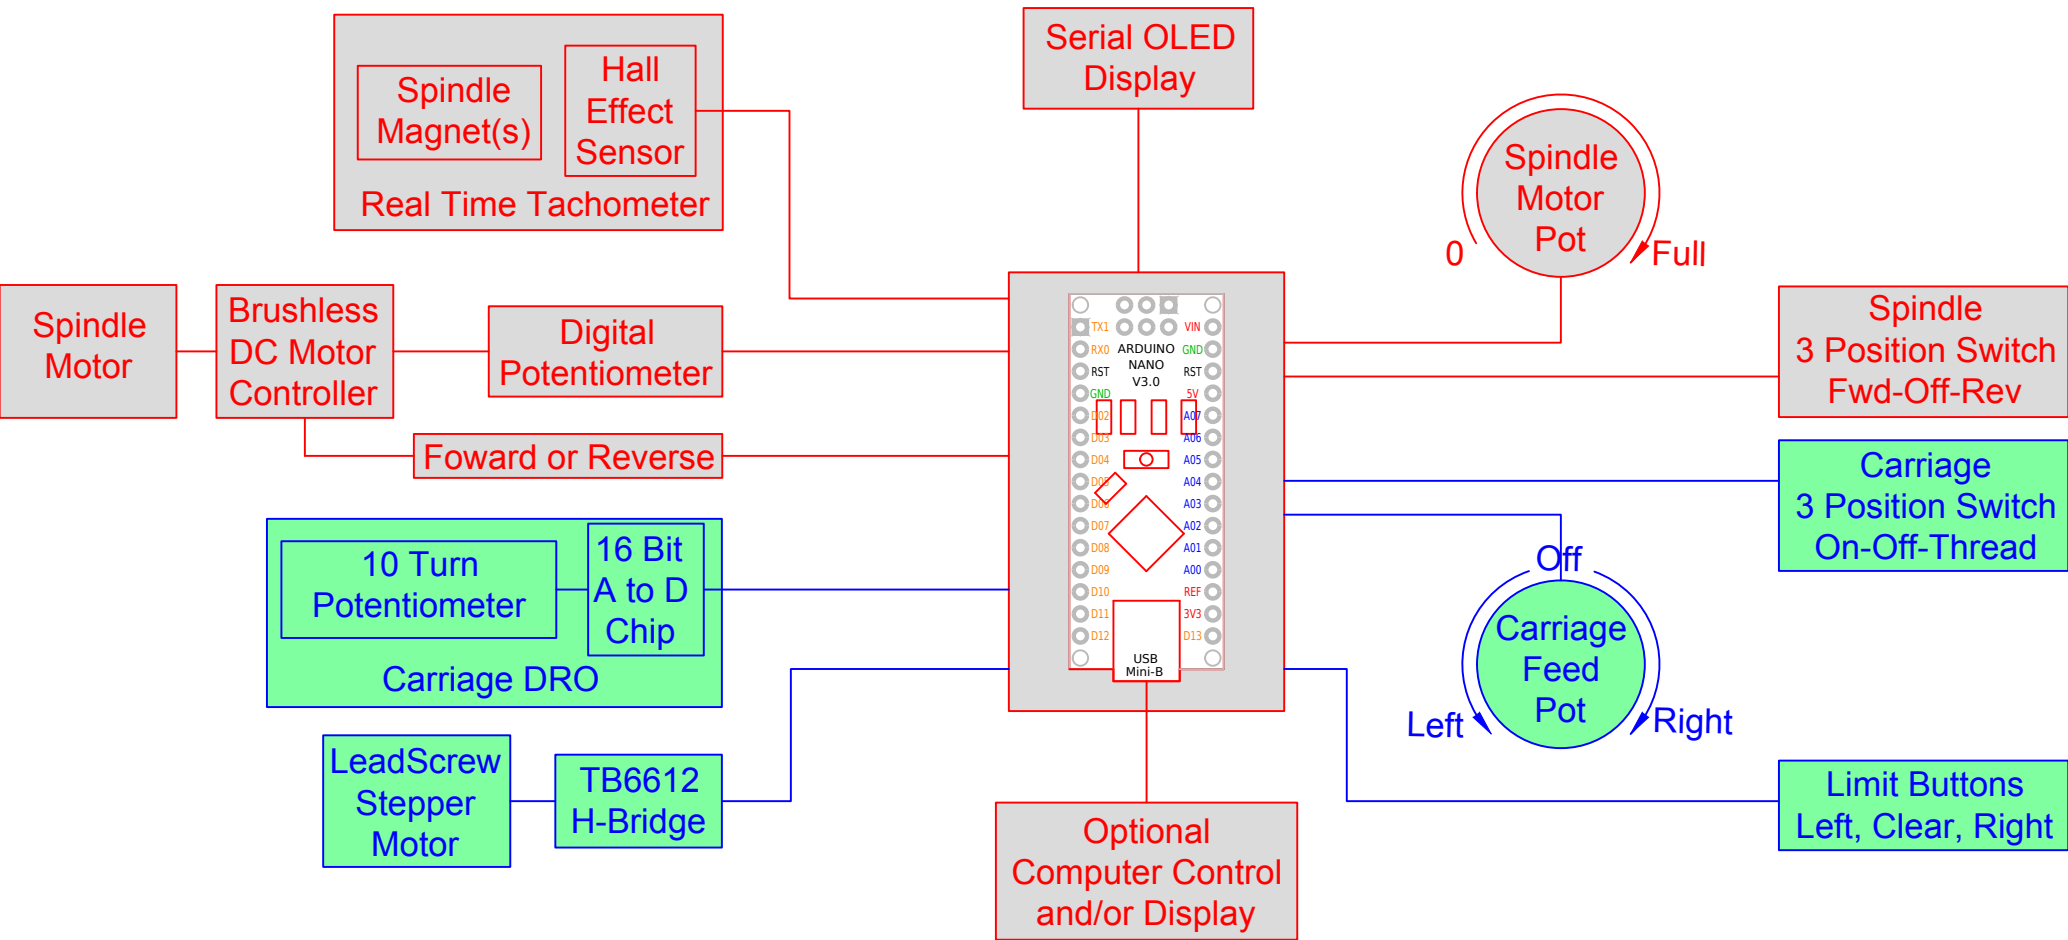 Serial OLED
Display
Spindle
Magnet(s)
Hall
Effect
Sensor
Real Time Tachometer
Spindle
Motor
Pot
0
Full
Spindle
Motor
Brushless
DC Motor
Controller
Digital
Potentiometer
Foward or Reverse
Spindle
3 Position Switch
Fwd-Off-Rev
Carriage
3 Position Switch
On-Off-Thread
TX1
RX0
RST
GND
D02
D03
D04
D05
D06
D07
D08
D09
D10
D11
D12
ARDUINO
NANO
V3.0
VIN
GND
RST
5V
A07
A06
A05
A04
A03
A02
A01
A00
REF
3V3
D13
USB
Mini-B
10 Turn
Potentiometer
16 Bit
A to D
Chip
Carriage DRO
Off
Carriage
Feed
Pot
Left
Right
LeadScrew
Stepper
Motor
TB6612
H-Bridge
Limit Buttons
Left, Clear, Right
Optional
Computer Control
and/or Display